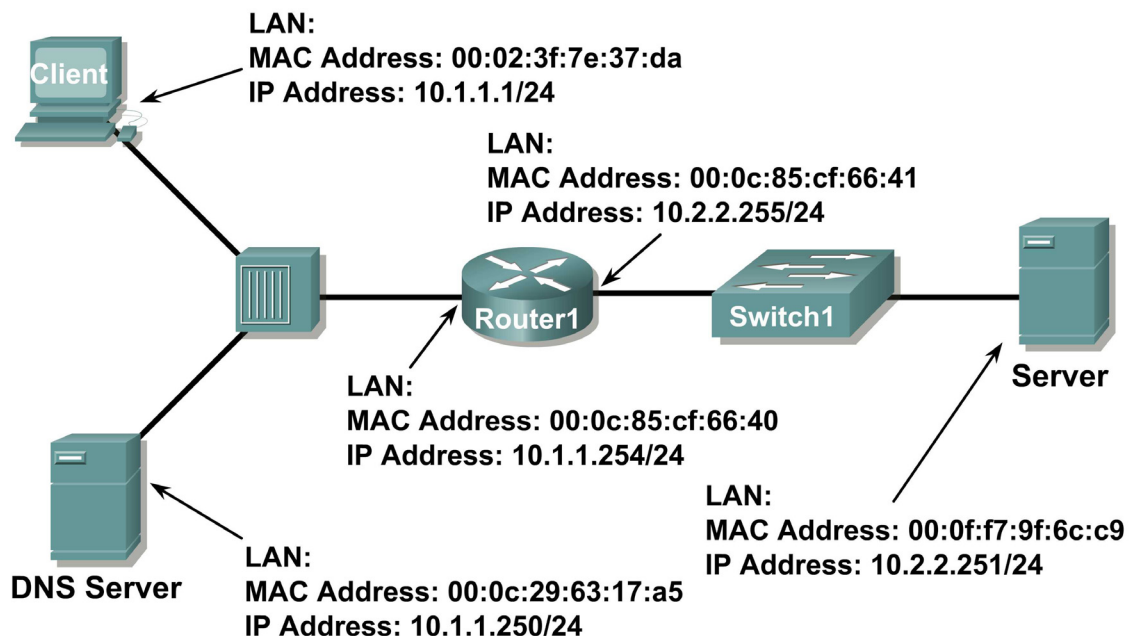 LAN:
MAC Address: 00:02:3f:7e:37:da
IP Address: 10.1.1.1/24
Client
LAN:
MAC Address: 00:0c:85:cf:66:41
IP Address: 10.2.2.255/24
Router1
Switch1
Server
LAN:
MAC Address: 00:0c:85:cf:66:40
IP Address: 10.1.1.254/24
LAN:
MAC Address: 00:0f:f7:9f:6c:c9
IP Address: 10.2.2.251/24
DNS Server
LAN:
MAC Address: 00:0c:29:63:17:a5
IP Address: 10.1.1.250/24